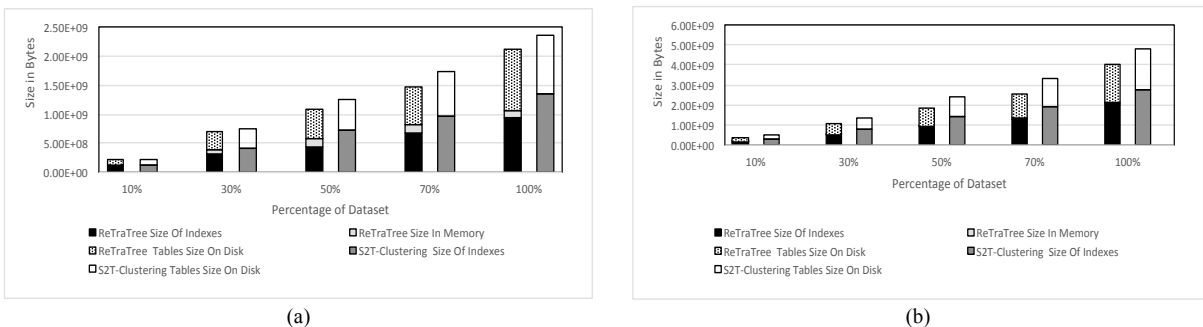 2.50E+09
2.00E+09
1.50E+09
1.00E+09
5.00E+08
0.00E+00
Size in Bytes
10% 30% 50% 70% 100%
Percentage of Dataset
ReTraTree Size Of Indexes ReTraTree Size In Memory
ReTraTree Tables Size On Disk S2T-Clustering Size Of Indexes
S2T-Clustering Tables Size On Disk
(a)
6.00E+09
5.00E+09
4.00E+09
3.00E+09
2.00E+09
1.00E+09
0.00E+00
Size in Bytes
10% 30% 50% 70% 100%
Percentage of Dataset
ReTraTree Size Of Indexes ReTraTree Size In Memory
ReTraTree Tables Size On Disk S2T-Clustering Size Of Indexes
S2T-Clustering Tables Size On Disk
(b)